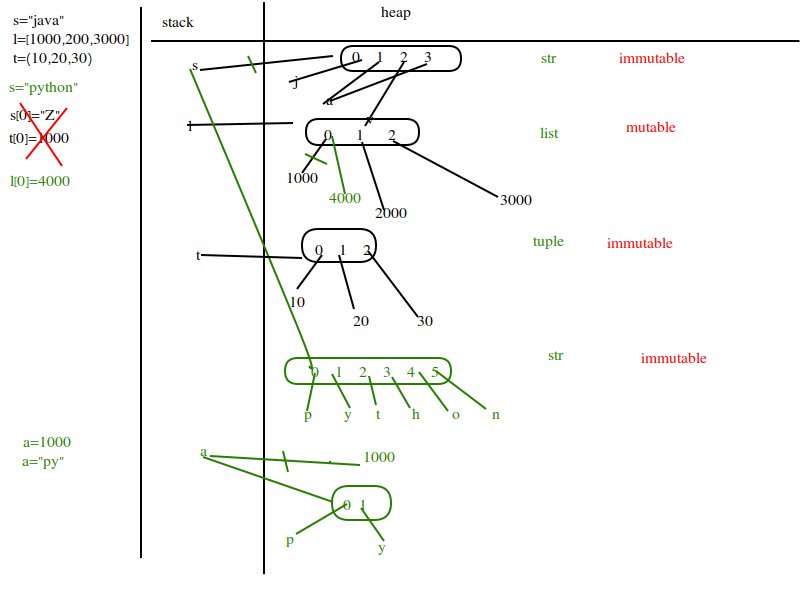 s="java"
l=[1000,200,3000]
t=(10,20,30)
s="python"
s[0]="Z"
t[0]=1000
l[0]=4000
a=1000
a="py"
stack
heap
s
0 1 2 3
j
a
v
str
immutable
l
0 1 2
1000
4000
2000
3000
list
mutable
t
0 1 2
10
20
30
tuple
immutable
0 1 2 3 4 5
p y t h o n
str
immutable
a
1000
0 1
p
y